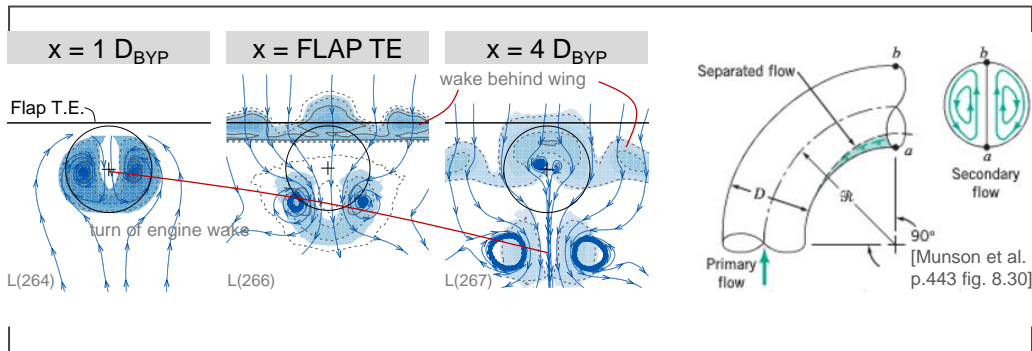 x = 1 D_BYP
x = FLAP TE
x = 4 D_BYP
wake behind wing
Flap T.E.
turn of engine wake
L(264)
L(266)
L(267)
Separated flow
b
b
a
a
Secondary
flow
D
ℛ
90°
Primary
flow
[Munson et al.
p.443 fig. 8.30]